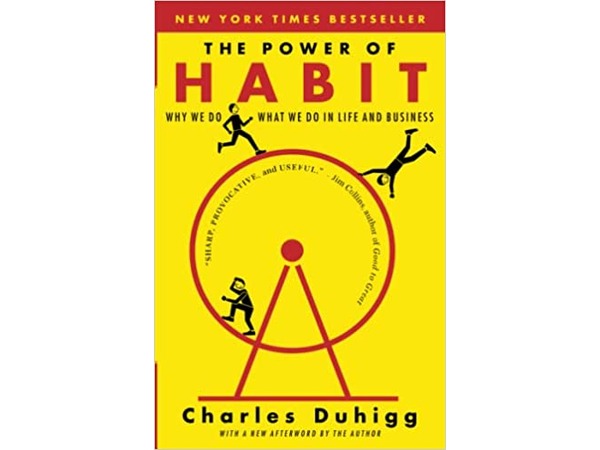 NEW YORK TIMES BESTSELLER
THE POWER OF
HABIT
WHY WE DO WHAT WE DO IN LIFE AND BUSINESS
"SHARP, PROVOCATIVE, and USEFUL." - Jim Collins, author of Good to Great
Charles Duhigg
WITH A NEW AFTERWORD BY THE AUTHOR